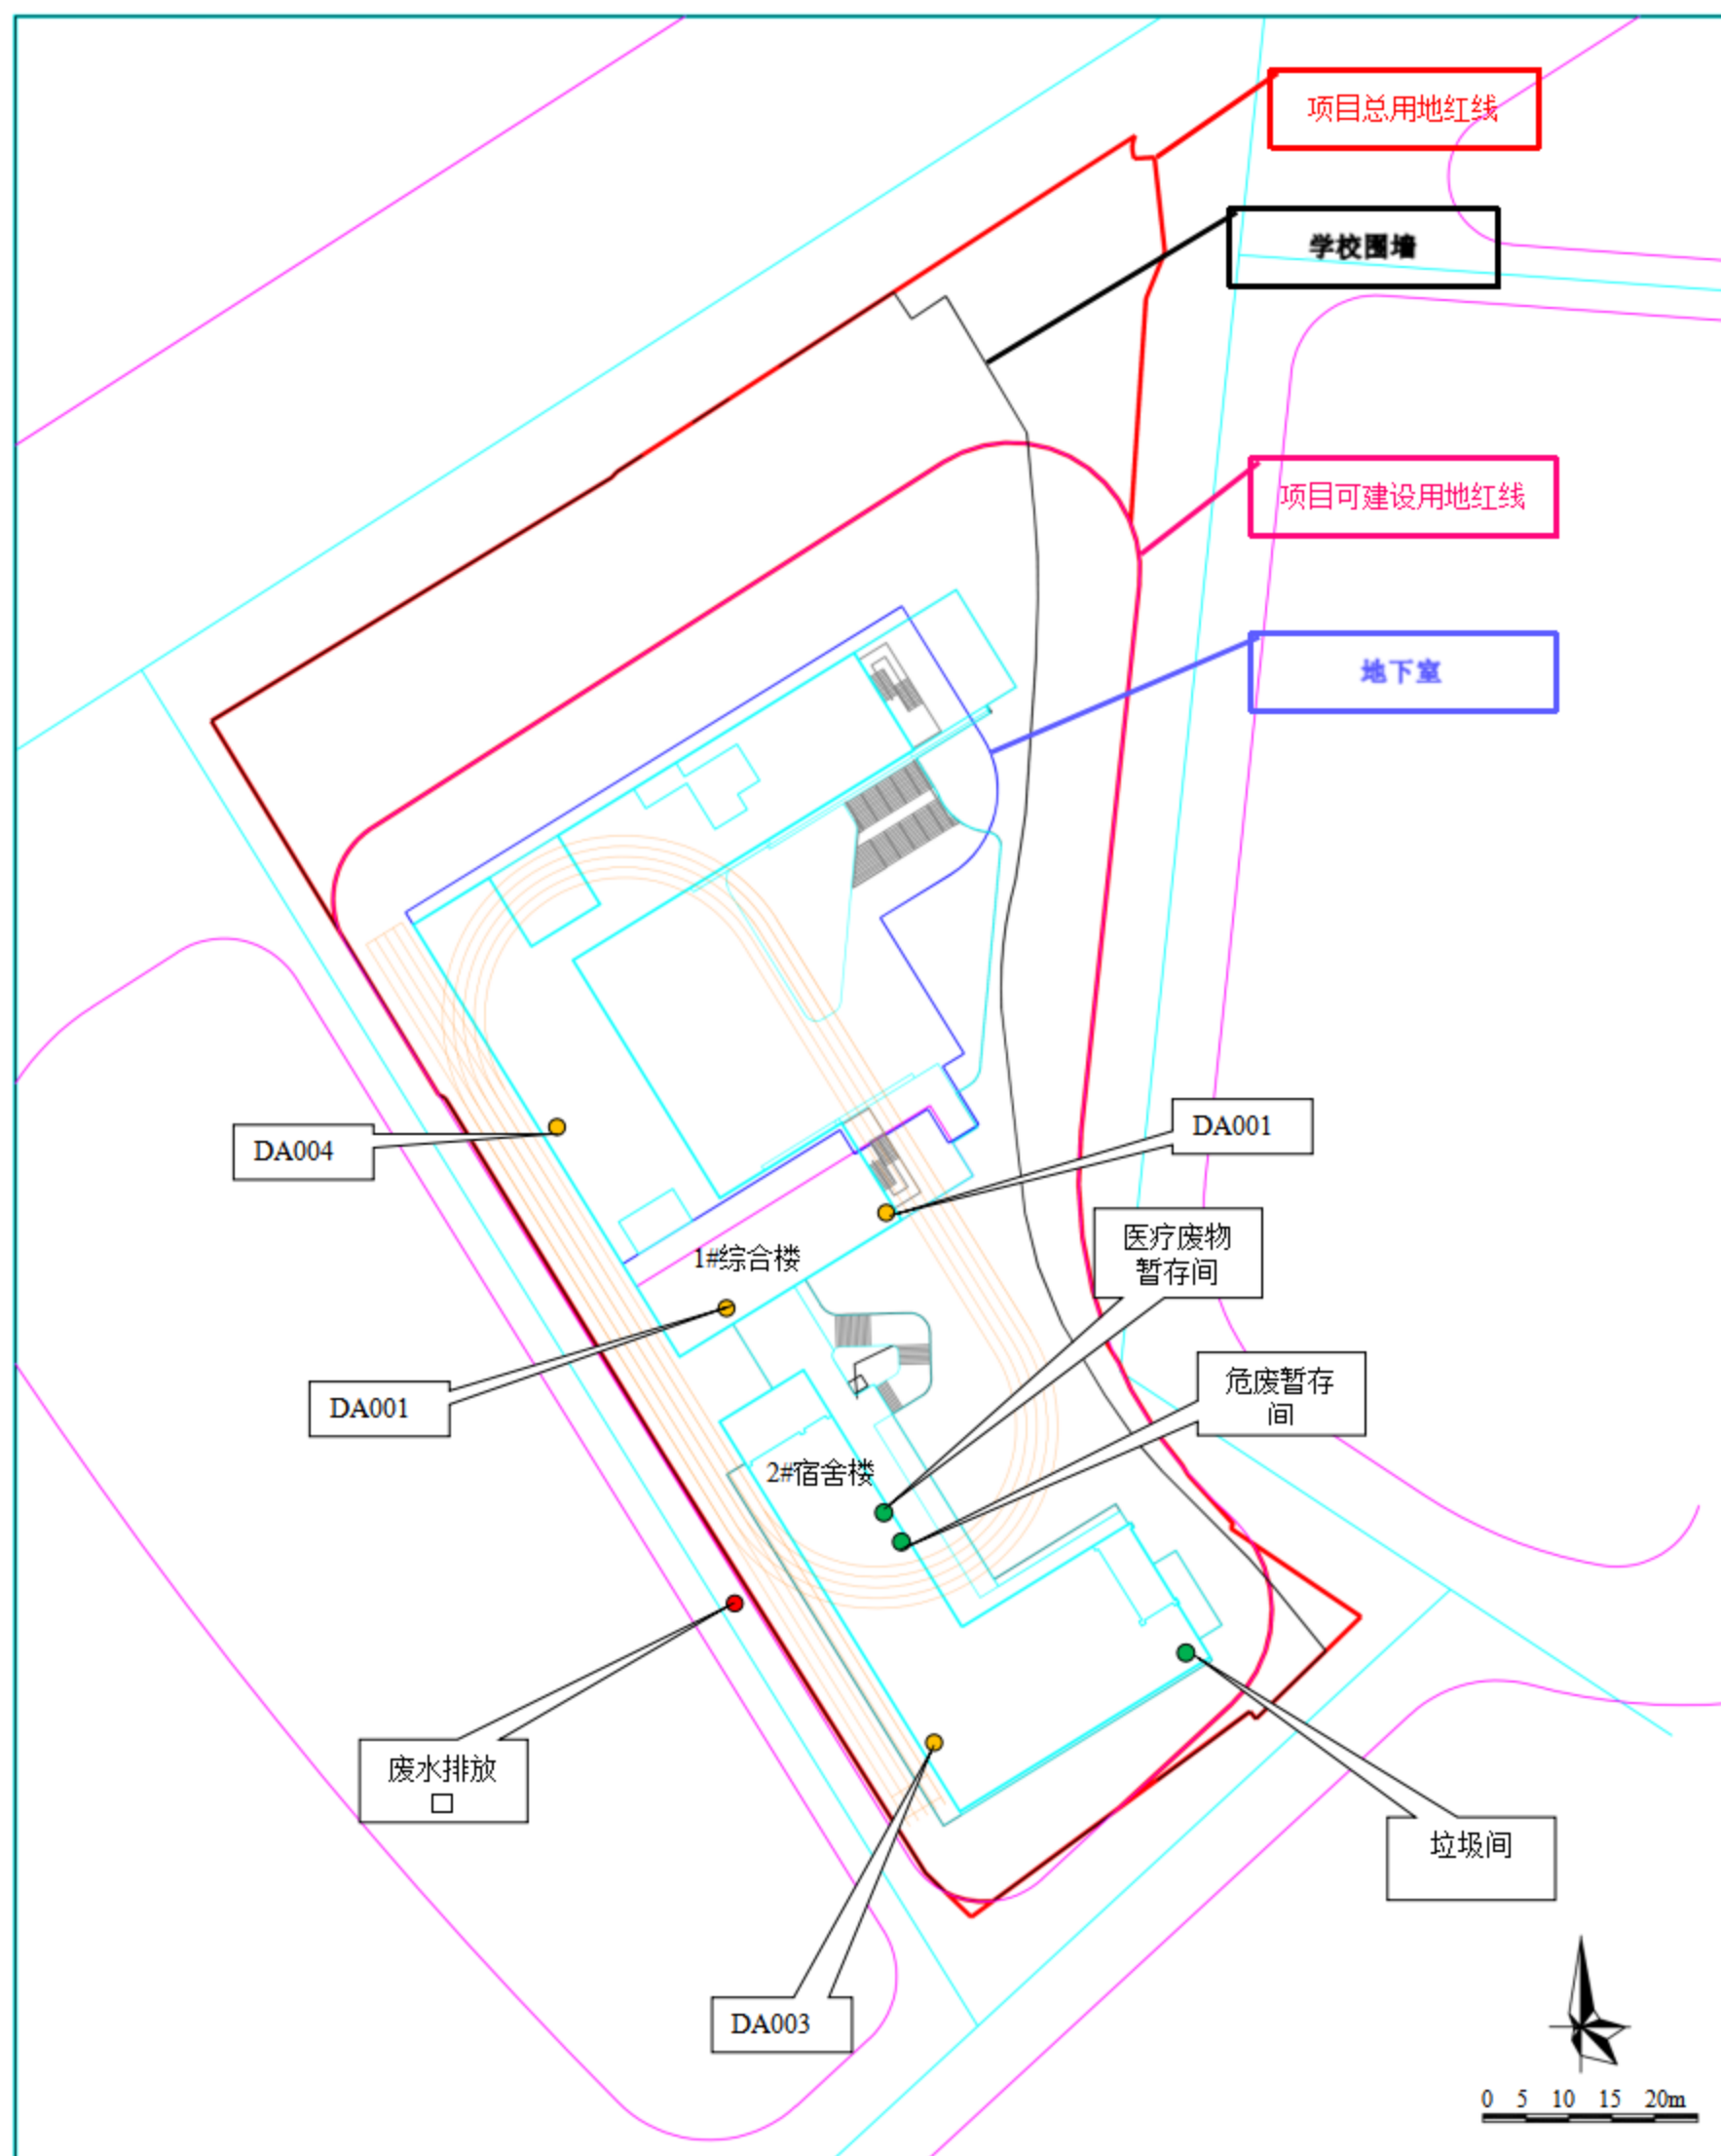 项目总用地红线
学校围墙
项目可建设用地红线
地下室
DA004
DA001
医疗废物
暂存间
1#综合楼
DA001
危废暂存
间
2#宿舍楼
废水排放
口
垃圾间
DA003
0 5 10 15 20m